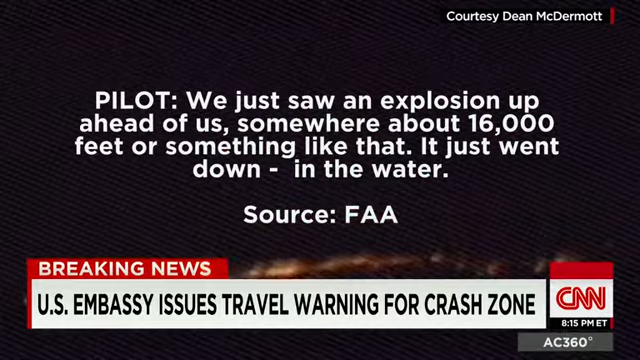 Courtesy Dean McDermott
PILOT: We just saw an explosion up
ahead of us, somewhere about 16,000
feet or something like that. It just went
down - in the water.
Source: FAA
BREAKING NEWS
U.S. EMBASSY ISSUES TRAVEL WARNING FOR CRASH ZONE
CNN
8:15 PM ET
AC360°